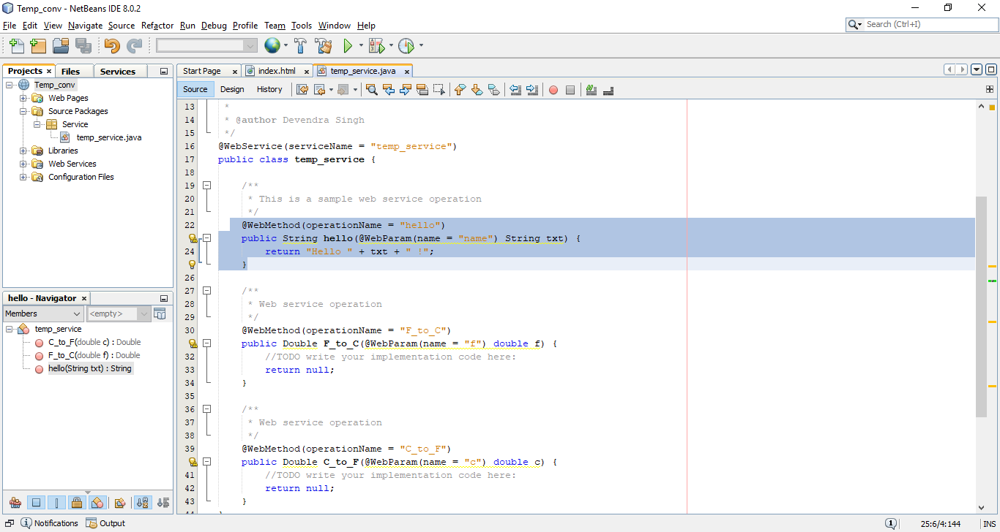 Temp_conv - NetBeans IDE 8.0.2
File Edit View Navigate Source Refactor Run Debug Profile Team Tools Window Help
Search (Ctrl+I)
Projects Files Services
Temp_conv
Web Pages
Source Packages
Service
temp_service.java
Libraries
Web Services
Configuration Files
hello - Navigator
Members <empty>
temp_service
C_to_F(double c) : Double
F_to_C(double f) : Double
hello(String txt) : String
Start Page index.html temp_service.java
Source Design History
13 *
14 * @author Devendra Singh
15 */
16 @WebService(serviceName = "temp_service")
17 public class temp_service {
18
19 /**
20 * This is a sample web service operation
21 */
22 @WebMethod(operationName = "hello")
public String hello(@WebParam(name = "name") String txt) {
24 return "Hello " + txt + " !";
}
26
27 /**
28 * Web service operation
29 */
30 @WebMethod(operationName = "F_to_C")
public Double F_to_C(@WebParam(name = "f") double f) {
32 //TODO write your implementation code here:
33 return null;
34 }
35
36 /**
37 * Web service operation
38 */
39 @WebMethod(operationName = "C_to_F")
public Double C_to_F(@WebParam(name = "c") double c) {
41 //TODO write your implementation code here:
42 return null;
43 }
Notifications Output
25:6/4:144 INS